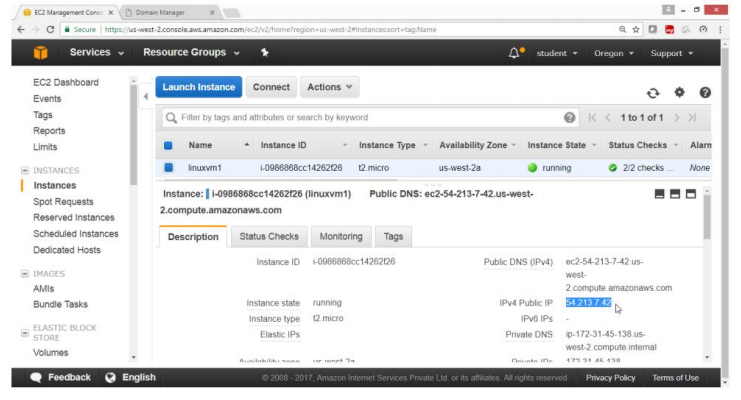 EC2 Management Conso
Domain Manager
Secure | https://us-west-2.console.aws.amazon.com/ec2/v2/home?region=us-west-2#Instances:sort=tag:Name
Services Resource Groups student Oregon Support
EC2 Dashboard
Events
Tags
Reports
Limits
INSTANCES
Instances
Spot Requests
Reserved Instances
Scheduled Instances
Dedicated Hosts
IMAGES
AMIs
Bundle Tasks
ELASTIC BLOCK
STORE
Volumes
Launch Instance Connect Actions
Filter by tags and attributes or search by keyword 1 to 1 of 1
Name Instance ID Instance Type Availability Zone Instance State Status Checks Alarm
linuxvm1 i-0986868cc14262f26 t2.micro us-west-2a running 2/2 checks ... None
Instance: i-0986868cc14262f26 (linuxvm1) Public DNS: ec2-54-213-7-42.us-west-
2.compute.amazonaws.com
Description Status Checks Monitoring Tags
Instance ID i-0986868cc14262f26 Public DNS (IPv4) ec2-54-213-7-42.us-
west-
2.compute.amazonaws.com
Instance state running IPv4 Public IP 54.213.7.42
Instance type t2.micro IPv6 IPs -
Elastic IPs Private DNS ip-172-31-45-138.us-
west-2.compute.internal
Availability zone us-west-2a Private IPs 172.31.45.138
Feedback English © 2008 - 2017, Amazon Internet Services Private Ltd. or its affiliates. All rights reserved. Privacy Policy Terms of Use